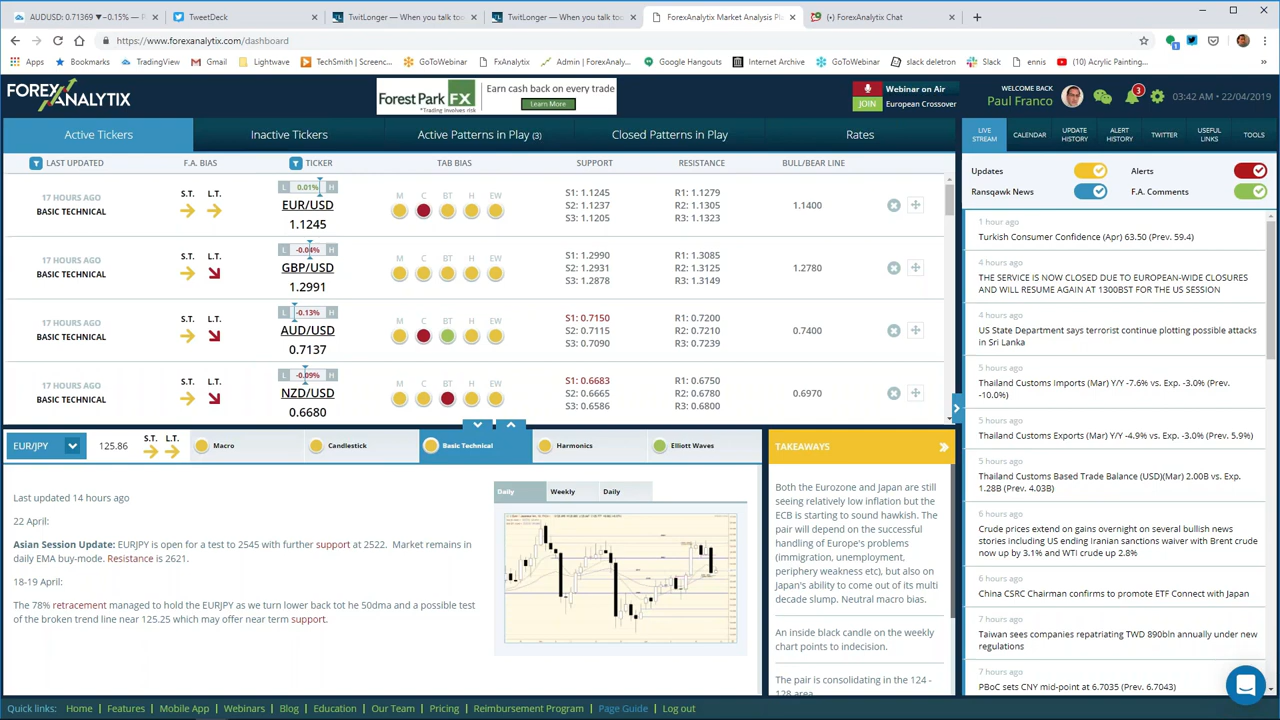 AUDUSD: 0.71369 ▼−0.15% — F
TweetDeck
TwitLonger — When you talk too
TwitLonger — When you talk too
ForexAnalytix Market Analysis Pl
(•) ForexAnalytix Chat
https://www.forexanalytix.com/dashboard
Apps
Bookmarks
TradingView
Gmail
Lightwave
TechSmith | Screenc...
GoToWebinar
FxAnalytix
Admin | ForexAnaly...
Google Hangouts
Internet Archive
GoToWebinar
slack deletron
Slack
ennis
(10) Acrylic Painting...
»
FOREX ANALYTIX
ForestPark FX
*Trading involves risk.
Earn cash back on every trade
Learn More
Webinar on Air
JOIN
European Crossover
WELCOME BACK
Paul Franco
3
03:42 AM - 22/04/2019
Active Tickers
Inactive Tickers
Active Patterns in Play (3)
Closed Patterns in Play
Rates
LIVE STREAM
CALENDAR
UPDATE HISTORY
ALERT HISTORY
TWITTER
USEFUL LINKS
TOOLS
LAST UPDATED
F.A. BIAS
TICKER
TAB BIAS
SUPPORT
RESISTANCE
BULL/BEAR LINE
17 HOURS AGO
BASIC TECHNICAL
S.T. L.T.
L 0.01% H
EUR/USD
1.1245
M C BT H EW
S1: 1.1245
S2: 1.1237
S3: 1.1205
R1: 1.1279
R2: 1.1305
R3: 1.1323
1.1400
17 HOURS AGO
BASIC TECHNICAL
S.T. L.T.
L -0.04% H
GBP/USD
1.2991
M C BT H EW
S1: 1.2990
S2: 1.2931
S3: 1.2878
R1: 1.3085
R2: 1.3125
R3: 1.3149
1.2780
17 HOURS AGO
BASIC TECHNICAL
S.T. L.T.
L -0.13% H
AUD/USD
0.7137
M C BT H EW
S1: 0.7150
S2: 0.7115
S3: 0.7090
R1: 0.7200
R2: 0.7210
R3: 0.7239
0.7400
17 HOURS AGO
BASIC TECHNICAL
S.T. L.T.
L -0.09% H
NZD/USD
0.6680
M C BT H EW
S1: 0.6683
S2: 0.6665
S3: 0.6586
R1: 0.6750
R2: 0.6780
R3: 0.6800
0.6970
Updates
Alerts
Ransqawk News
F.A. Comments
1 hour ago
Turkish Consumer Confidence (Apr) 63.50 (Prev. 59.4)
4 hours ago
THE SERVICE IS NOW CLOSED DUE TO EUROPEAN-WIDE CLOSURES
AND WILL RESUME AGAIN AT 1300BST FOR THE US SESSION
4 hours ago
US State Department says terrorist continue plotting possible attacks
in Sri Lanka
5 hours ago
Thailand Customs Imports (Mar) Y/Y -7.6% vs. Exp. -3.0% (Prev.
-10.0%)
5 hours ago
Thailand Customs Exports (Mar) Y/Y -4.9% vs. Exp. -3.0% (Prev. 5.9%)
5 hours ago
Thailand Customs Based Trade Balance (USD)(Mar) 2.00B vs. Exp.
1.28B (Prev. 4.03B)
6 hours ago
Crude prices extend on gains overnight on several bullish news
stories including US ending Iranian sanctions waiver with Brent crude
now up by 3.1% and WTI crude up 2.8%
6 hours ago
China CSRC Chairman confirms to promote ETF Connect with Japan
7 hours ago
Taiwan sees companies repatriating TWD 890bln annually under new
regulations
7 hours ago
PBoC sets CNY mid-point at 6.7035 (Prev. 6.7043)
EUR/JPY
125.86
S.T. L.T.
Macro
Candlestick
Basic Technical
Harmonics
Elliott Waves
Last updated 14 hours ago
22 April:
Asian Session Update: EURJPY is open for a test to 2545 with further support at 2522. Market remains in
daily EMA buy-mode. Resistance is 2621.
18-19 April:
The 78% retracement managed to hold the EURJPY as we turn lower back tot he 50dma and a possible test
of the broken trend line near 125.25 which may offer near term support.
Daily
Weekly
Daily
TAKEAWAYS
Both the Eurozone and Japan are still
seeing relatively low inflation but the
ECB is starting to sound hawkish. The
pair will depend on the successful
handling of Europe's problems
(immigration, unemployment,
periphery weakness etc), but also on
Japan's ability to come out of its multi
decade slump. Neutral macro bias.
An inside black candle on the weekly
chart points to indecision.
The pair is consolidating in the 124 -
128 area.
Quick links:
Home
Features
Mobile App
Webinars
Blog
Education
Our Team
Pricing
Reimbursement Program
Page Guide
Log out